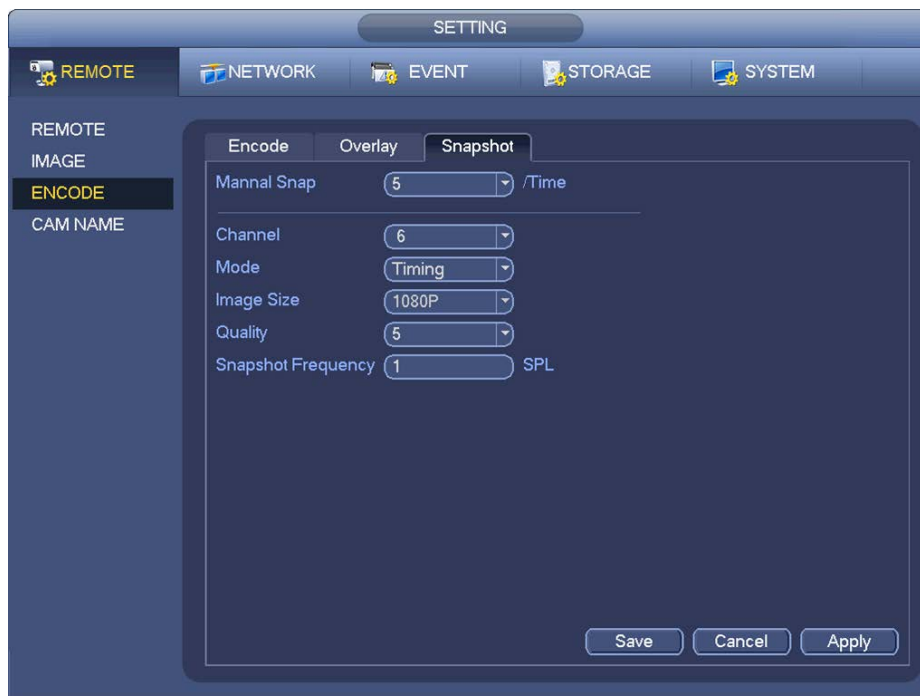 SETTING
REMOTE NETWORK EVENT STORAGE SYSTEM
REMOTE
IMAGE
ENCODE
CAM NAME
Encode Overlay Snapshot
Mannal Snap 5 /Time
Channel 6
Mode Timing
Image Size 1080P
Quality 5
Snapshot Frequency 1 SPL
Save Cancel Apply